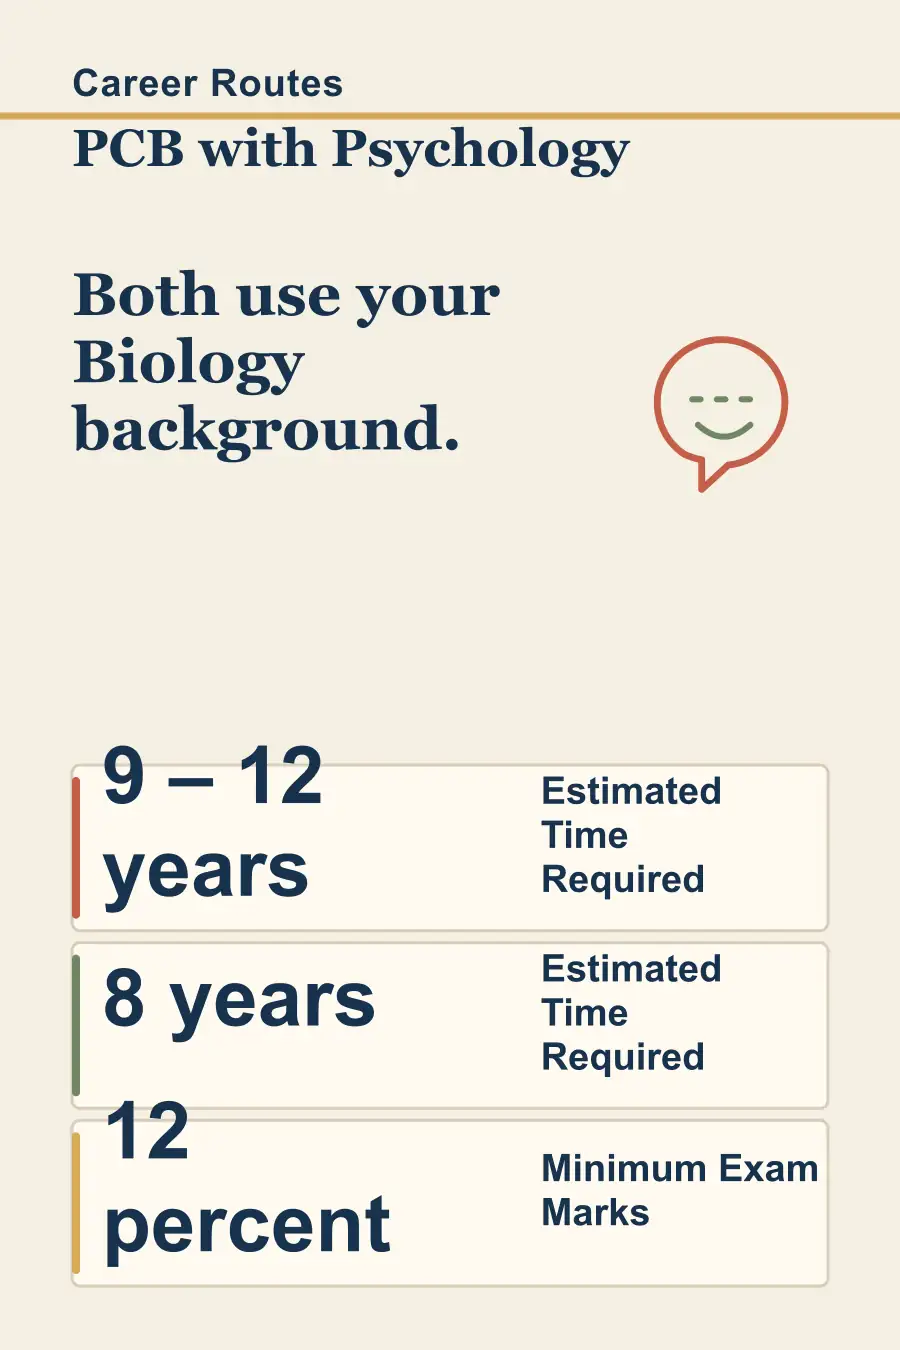 Career Routes
PCB with Psychology
Both use your
Biology
background.
9 – 12
years
Estimated
Time
Required
8 years
Estimated
Time
Required
12
percent
Minimum Exam
Marks